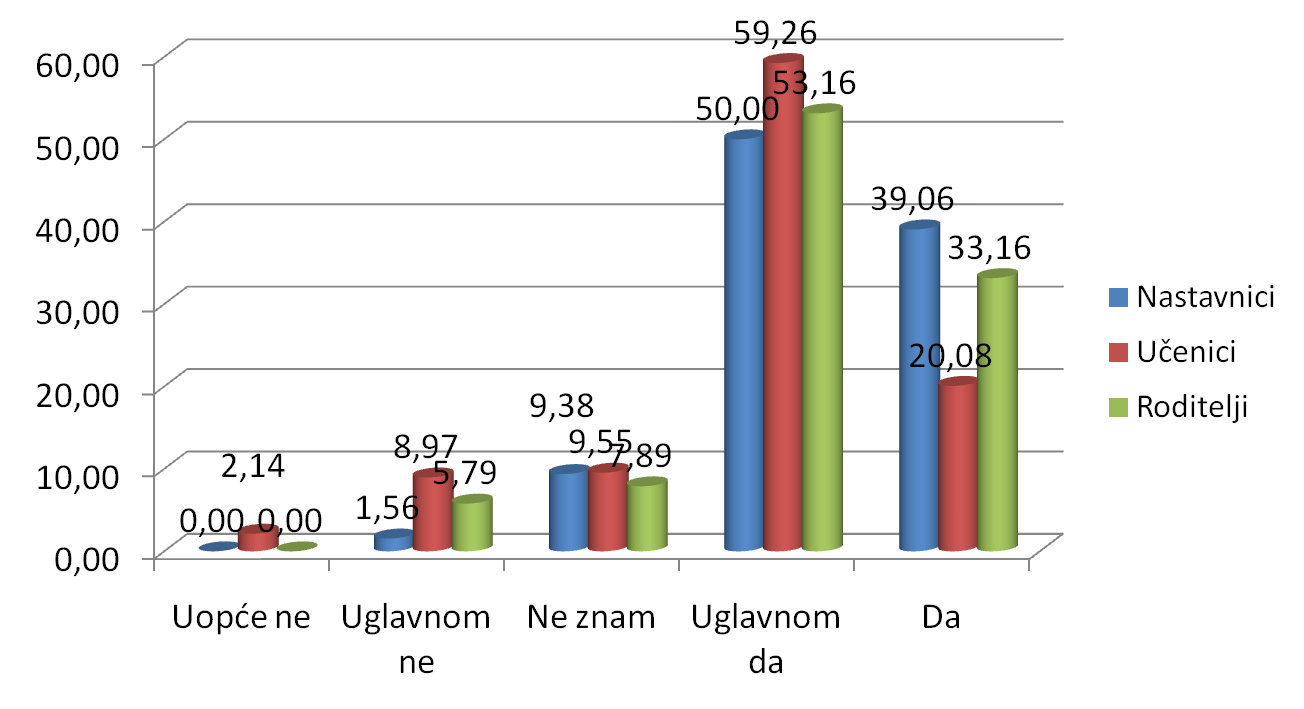 59,26
53,16
50,00
39,06
33,16
20,08
9,38
9,55
7,89
8,97
5,79
1,56
2,14
0,00
0,00
60,00
50,00
40,00
30,00
20,00
10,00
0,00
Uopće ne
Uglavnom
ne
Ne znam
Uglavnom
da
Da
Nastavnici
Učenici
Roditelji